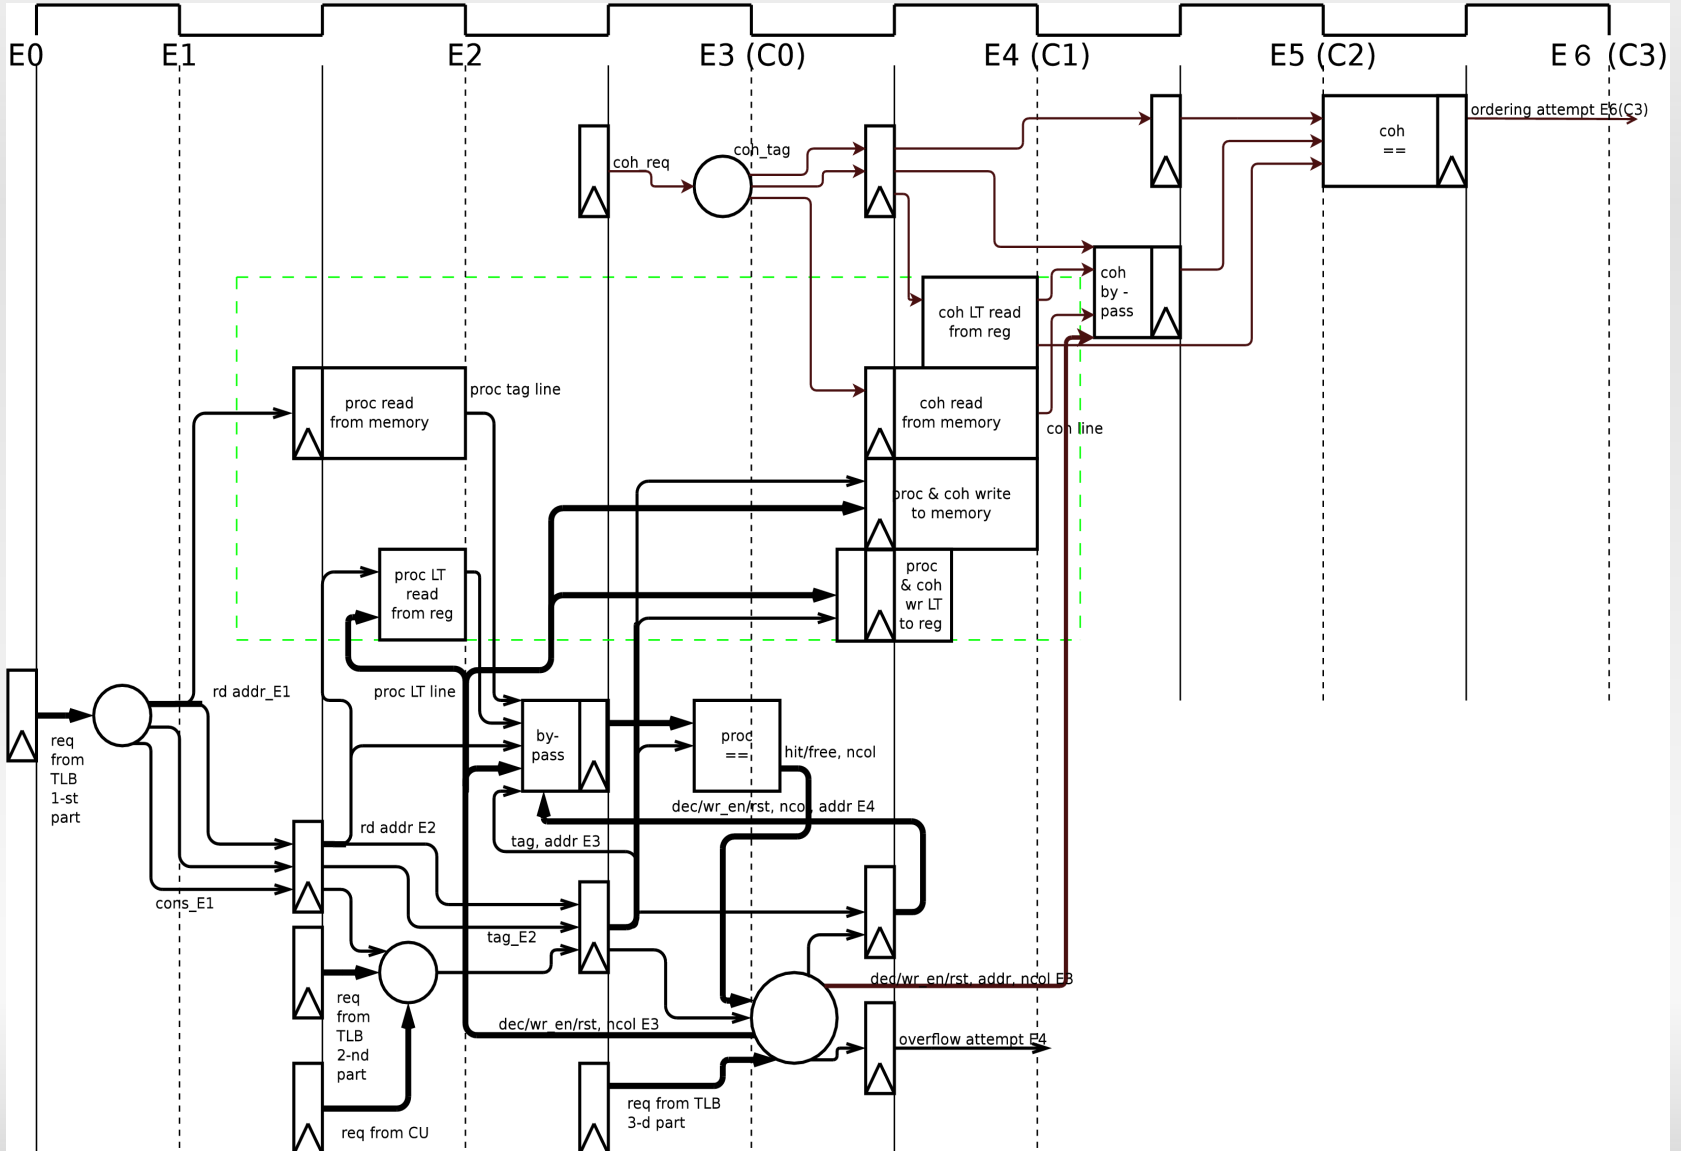 E0
E1
E2
E3 (C0)
E4 (C1)
E5 (C2)
E 6 (C3)
ordering attempt E6(C3)
coh
==
coh_tag
coh_req
coh
by -
pass
coh LT read
from reg
proc tag line
proc read
from memory
coh read
from memory
coh line
proc & coh write
to memory
proc LT
read
from reg
proc
& coh
wr LT
to reg
rd addr_E1
proc LT line
req
from
TLB
1-st
part
by-
pass
proc
==
hit/free, ncol
dec/wr_en/rst, ncol, addr E4
rd addr E2
tag, addr E3
cons_E1
tag_E2
dec/wr_en/rst, addr, ncol E3
req
from
TLB
2-nd
part
dec/wr_en/rst, ncol E3
overflow attempt E4
req from TLB
3-d part
req from CU